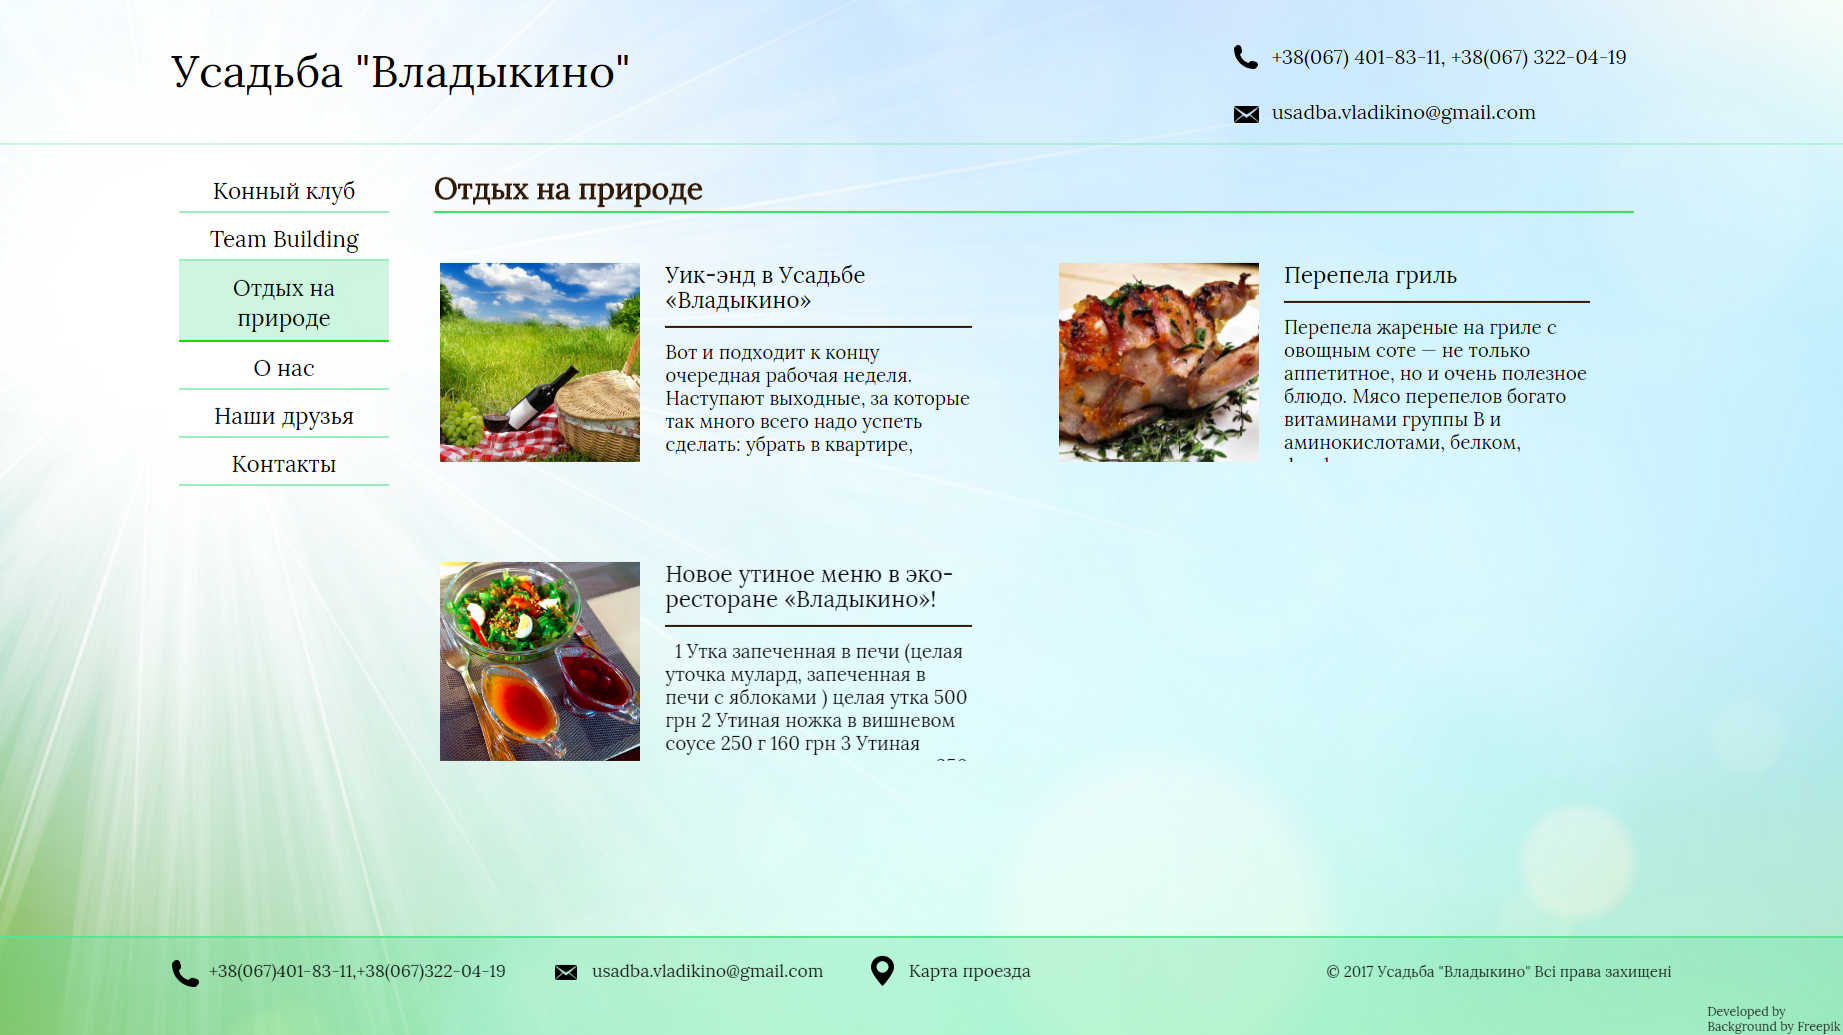 Усадьба "Владыкино"
+38(067) 401-83-11, +38(067) 322-04-19
usadba.vladikino@gmail.com
Конный клуб
Team Building
Отдых на
природе
О нас
Наши друзья
Контакты
Отдых на природе
Уик-энд в Усадьбе
«Владыкино»
Вот и подходит к концу
очередная рабочая неделя.
Наступают выходные, за которые
так много всего надо успеть
сделать: убрать в квартире,
Перепела гриль
Перепела жареные на гриле с
овощным соте — не только
аппетитное, но и очень полезное
блюдо. Мясо перепелов богато
витаминами группы В и
аминокислотами, белком,
Новое утиное меню в эко-
ресторане «Владыкино»!
1 Утка запеченная в печи (целая
уточка мулард, запеченная в
печи с яблоками ) целая утка 500
грн 2 Утиная ножка в вишневом
соусе 250 г 160 грн 3 Утиная
+38(067)401-83-11,+38(067)322-04-19
usadba.vladikino@gmail.com
Карта проезда
© 2017 Усадьба "Владыкино" Всі права захищені
Developed by
Background by Freepik